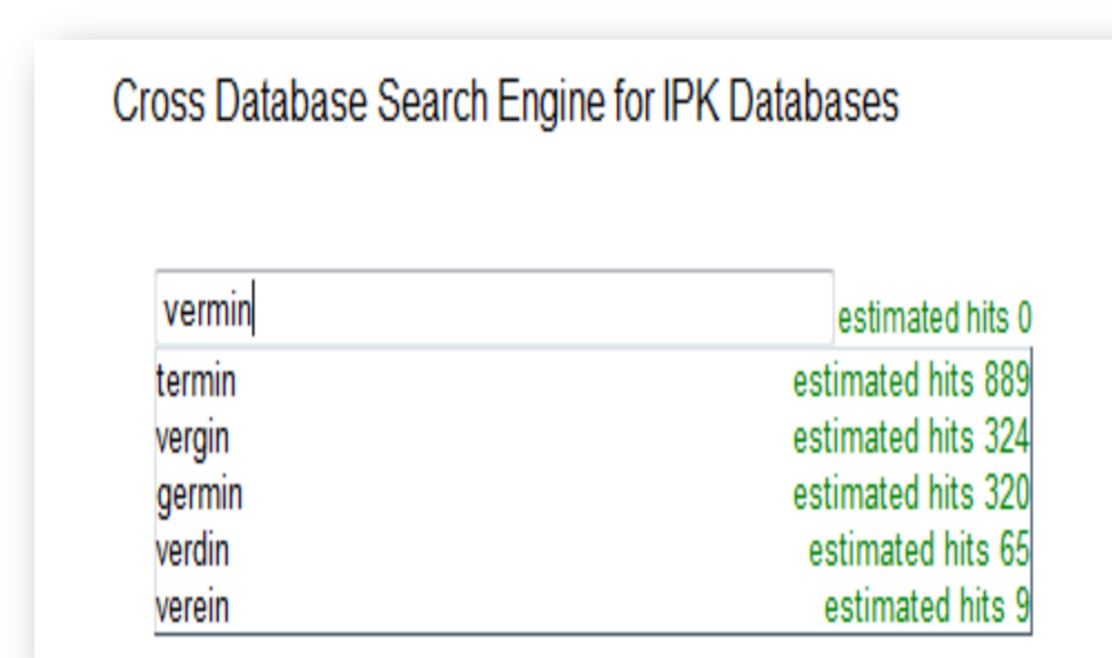 Cross Database Search Engine for IPK Databases
vermin estimated hits 0
termin estimated hits 889
vergin estimated hits 324
germin estimated hits 320
verdin estimated hits 65
verein estimated hits 9